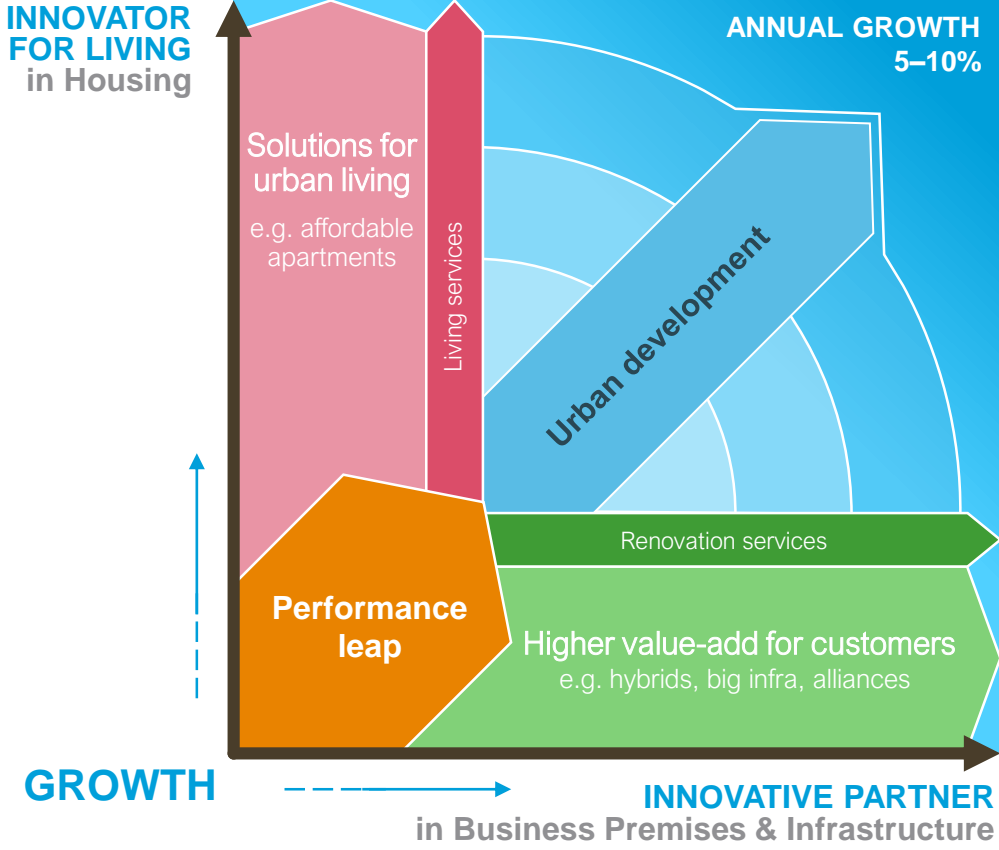 INNOVATOR
FOR LIVING
in Housing
ANNUAL GROWTH
5–10%
Solutions for
urban living
e.g. affordable
apartments
Living services
Urban development
Renovation services
Performance
leap
Higher value-add for customers
e.g. hybrids, big infra, alliances
GROWTH
INNOVATIVE PARTNER
in Business Premises & Infrastructure